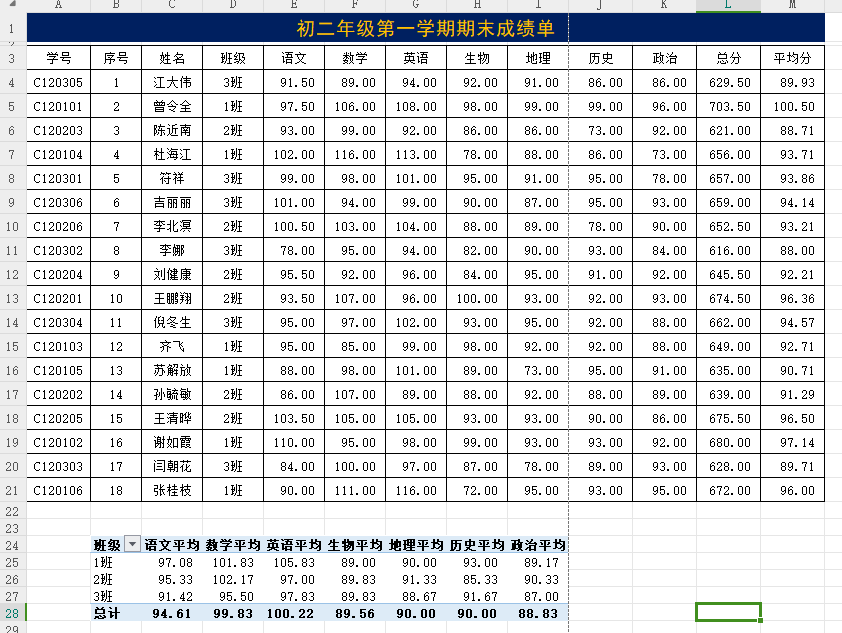 A B C D E F G H I J K L M
1 初二年级第一学期期末成绩单
2
3 学号 序号 姓名 班级 语文 数学 英语 生物 地理 历史 政治 总分 平均分
4 C120305 1 江大伟 3班 91.50 89.00 94.00 92.00 91.00 86.00 86.00 629.50 89.93
5 C120101 2 曾令全 1班 97.50 106.00 108.00 98.00 99.00 99.00 96.00 703.50 100.50
6 C120203 3 陈近南 2班 93.00 99.00 92.00 86.00 86.00 73.00 92.00 621.00 88.71
7 C120104 4 杜海江 1班 102.00 116.00 113.00 78.00 88.00 86.00 73.00 656.00 93.71
8 C120301 5 符祥 3班 99.00 98.00 101.00 95.00 91.00 95.00 78.00 657.00 93.86
9 C120306 6 吉丽丽 3班 101.00 94.00 99.00 90.00 87.00 95.00 93.00 659.00 94.14
10 C120206 7 李北溟 2班 100.50 103.00 104.00 88.00 89.00 78.00 90.00 652.50 93.21
11 C120302 8 李娜 3班 78.00 95.00 94.00 82.00 90.00 93.00 84.00 616.00 88.00
12 C120204 9 刘健康 2班 95.50 92.00 96.00 84.00 95.00 91.00 92.00 645.50 92.21
13 C120201 10 王鹏翔 2班 93.50 107.00 96.00 100.00 93.00 92.00 93.00 674.50 96.36
14 C120304 11 倪冬生 3班 95.00 97.00 102.00 93.00 95.00 92.00 88.00 662.00 94.57
15 C120103 12 齐飞 1班 95.00 85.00 99.00 98.00 92.00 92.00 88.00 649.00 92.71
16 C120105 13 苏解放 1班 88.00 98.00 101.00 89.00 73.00 95.00 91.00 635.00 90.71
17 C120202 14 孙毓敏 2班 86.00 107.00 89.00 88.00 92.00 88.00 89.00 639.00 91.29
18 C120205 15 王清晔 2班 103.50 105.00 105.00 93.00 93.00 90.00 86.00 675.50 96.50
19 C120102 16 谢如霞 1班 110.00 95.00 98.00 99.00 93.00 93.00 92.00 680.00 97.14
20 C120303 17 闫朝花 3班 84.00 100.00 97.00 87.00 78.00 89.00 93.00 628.00 89.71
21 C120106 18 张桂枝 1班 90.00 111.00 116.00 72.00 95.00 93.00 95.00 672.00 96.00
22
23
24 班级 语文平均 数学平均 英语平均 生物平均 地理平均 历史平均 政治平均
25 1班 97.08 101.83 105.83 89.00 90.00 93.00 89.17
26 2班 95.33 102.17 97.00 89.83 91.33 85.33 90.33
27 3班 91.42 95.50 97.83 89.83 88.67 91.67 87.00
28 总计 94.61 99.83 100.22 89.56 90.00 90.00 88.83
29